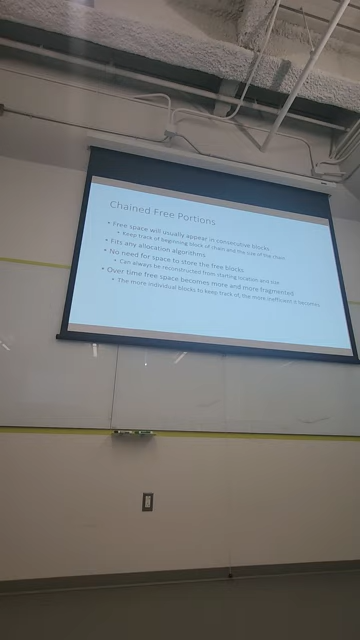 Chained Free Portions
• Free space will usually appear in consecutive blocks
• Keep track of beginning block of chain and the size of the chain
• Fits any allocation algorithms
• No need for space to store the free blocks
• Can always be reconstructed from starting location and size
• Over time free space becomes more and more fragmented
• The more individual blocks to keep track of, the more inefficient it becomes